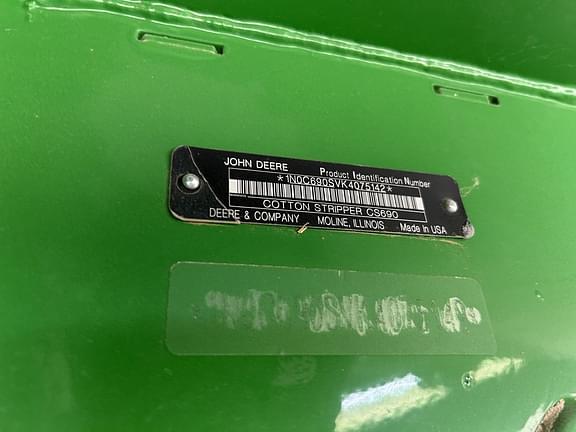 JOHN DEERE Product Identification Number
*1N0C690SVK4075142*
COTTON STRIPPER CS690
DEERE & COMPANY MOLINE, ILLINOIS Made in USA